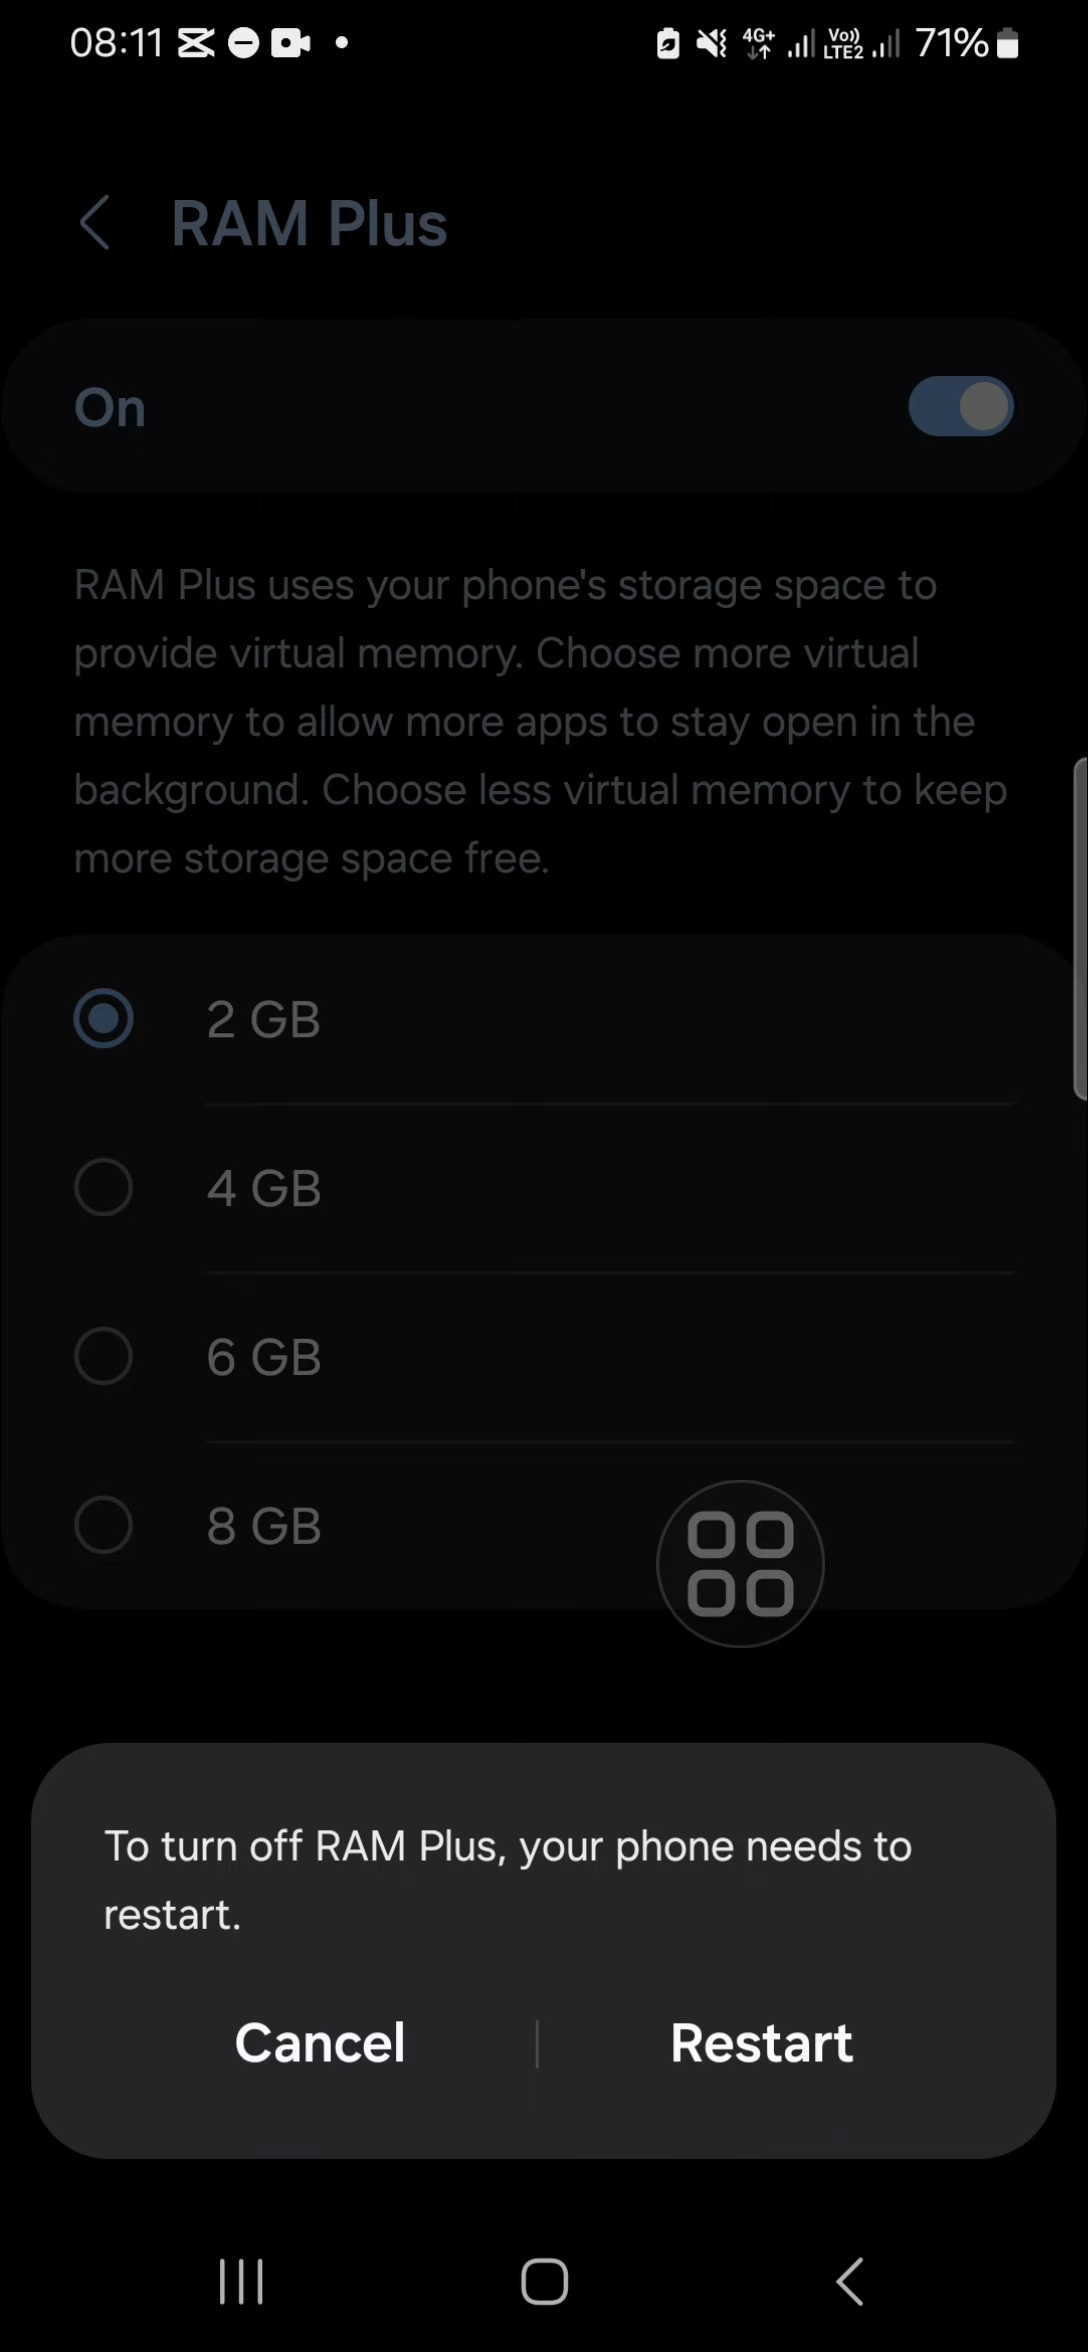 08:11 4G+ Vo)) LTE2 71%
RAM Plus
On
RAM Plus uses your phone's storage space to
provide virtual memory. Choose more virtual
memory to allow more apps to stay open in the
background. Choose less virtual memory to keep
more storage space free.
2 GB
4 GB
6 GB
8 GB
To turn off RAM Plus, your phone needs to
restart.
Cancel
Restart